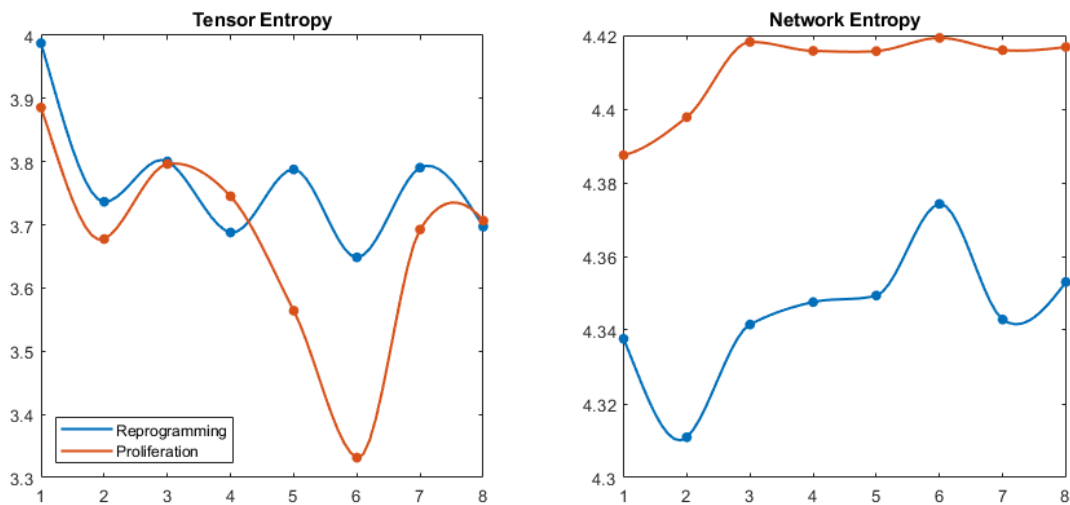 Tensor Entropy
4
3.9
3.8
3.7
3.6
3.5
3.4
3.3
Reprogramming
Proliferation
1 2 3 4 5 6 7 8
Network Entropy
4.42
4.4
4.38
4.36
4.34
4.32
4.3
1 2 3 4 5 6 7 8